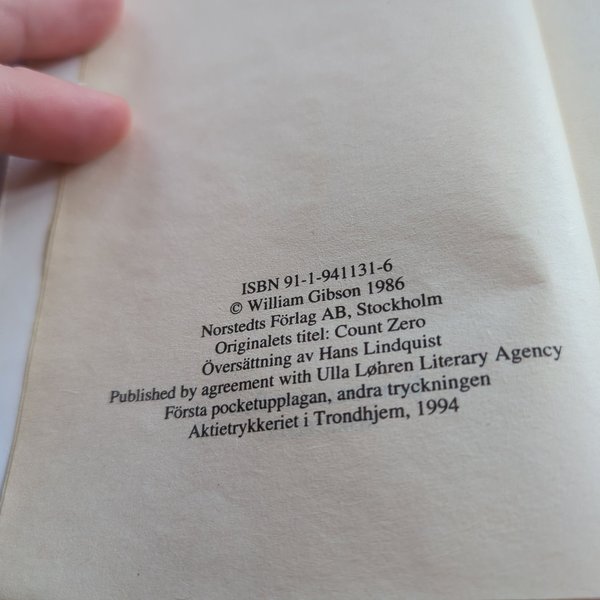 ISBN 91-1-941131-6
© William Gibson 1986
Norstedts Förlag AB, Stockholm
Originalets titel: Count Zero
Översättning av Hans Lindquist
Published by agreement with Ulla Løhren Literary Agency
Första pocketupplagan, andra tryckningen
Aktietrykkeriet i Trondhjem, 1994